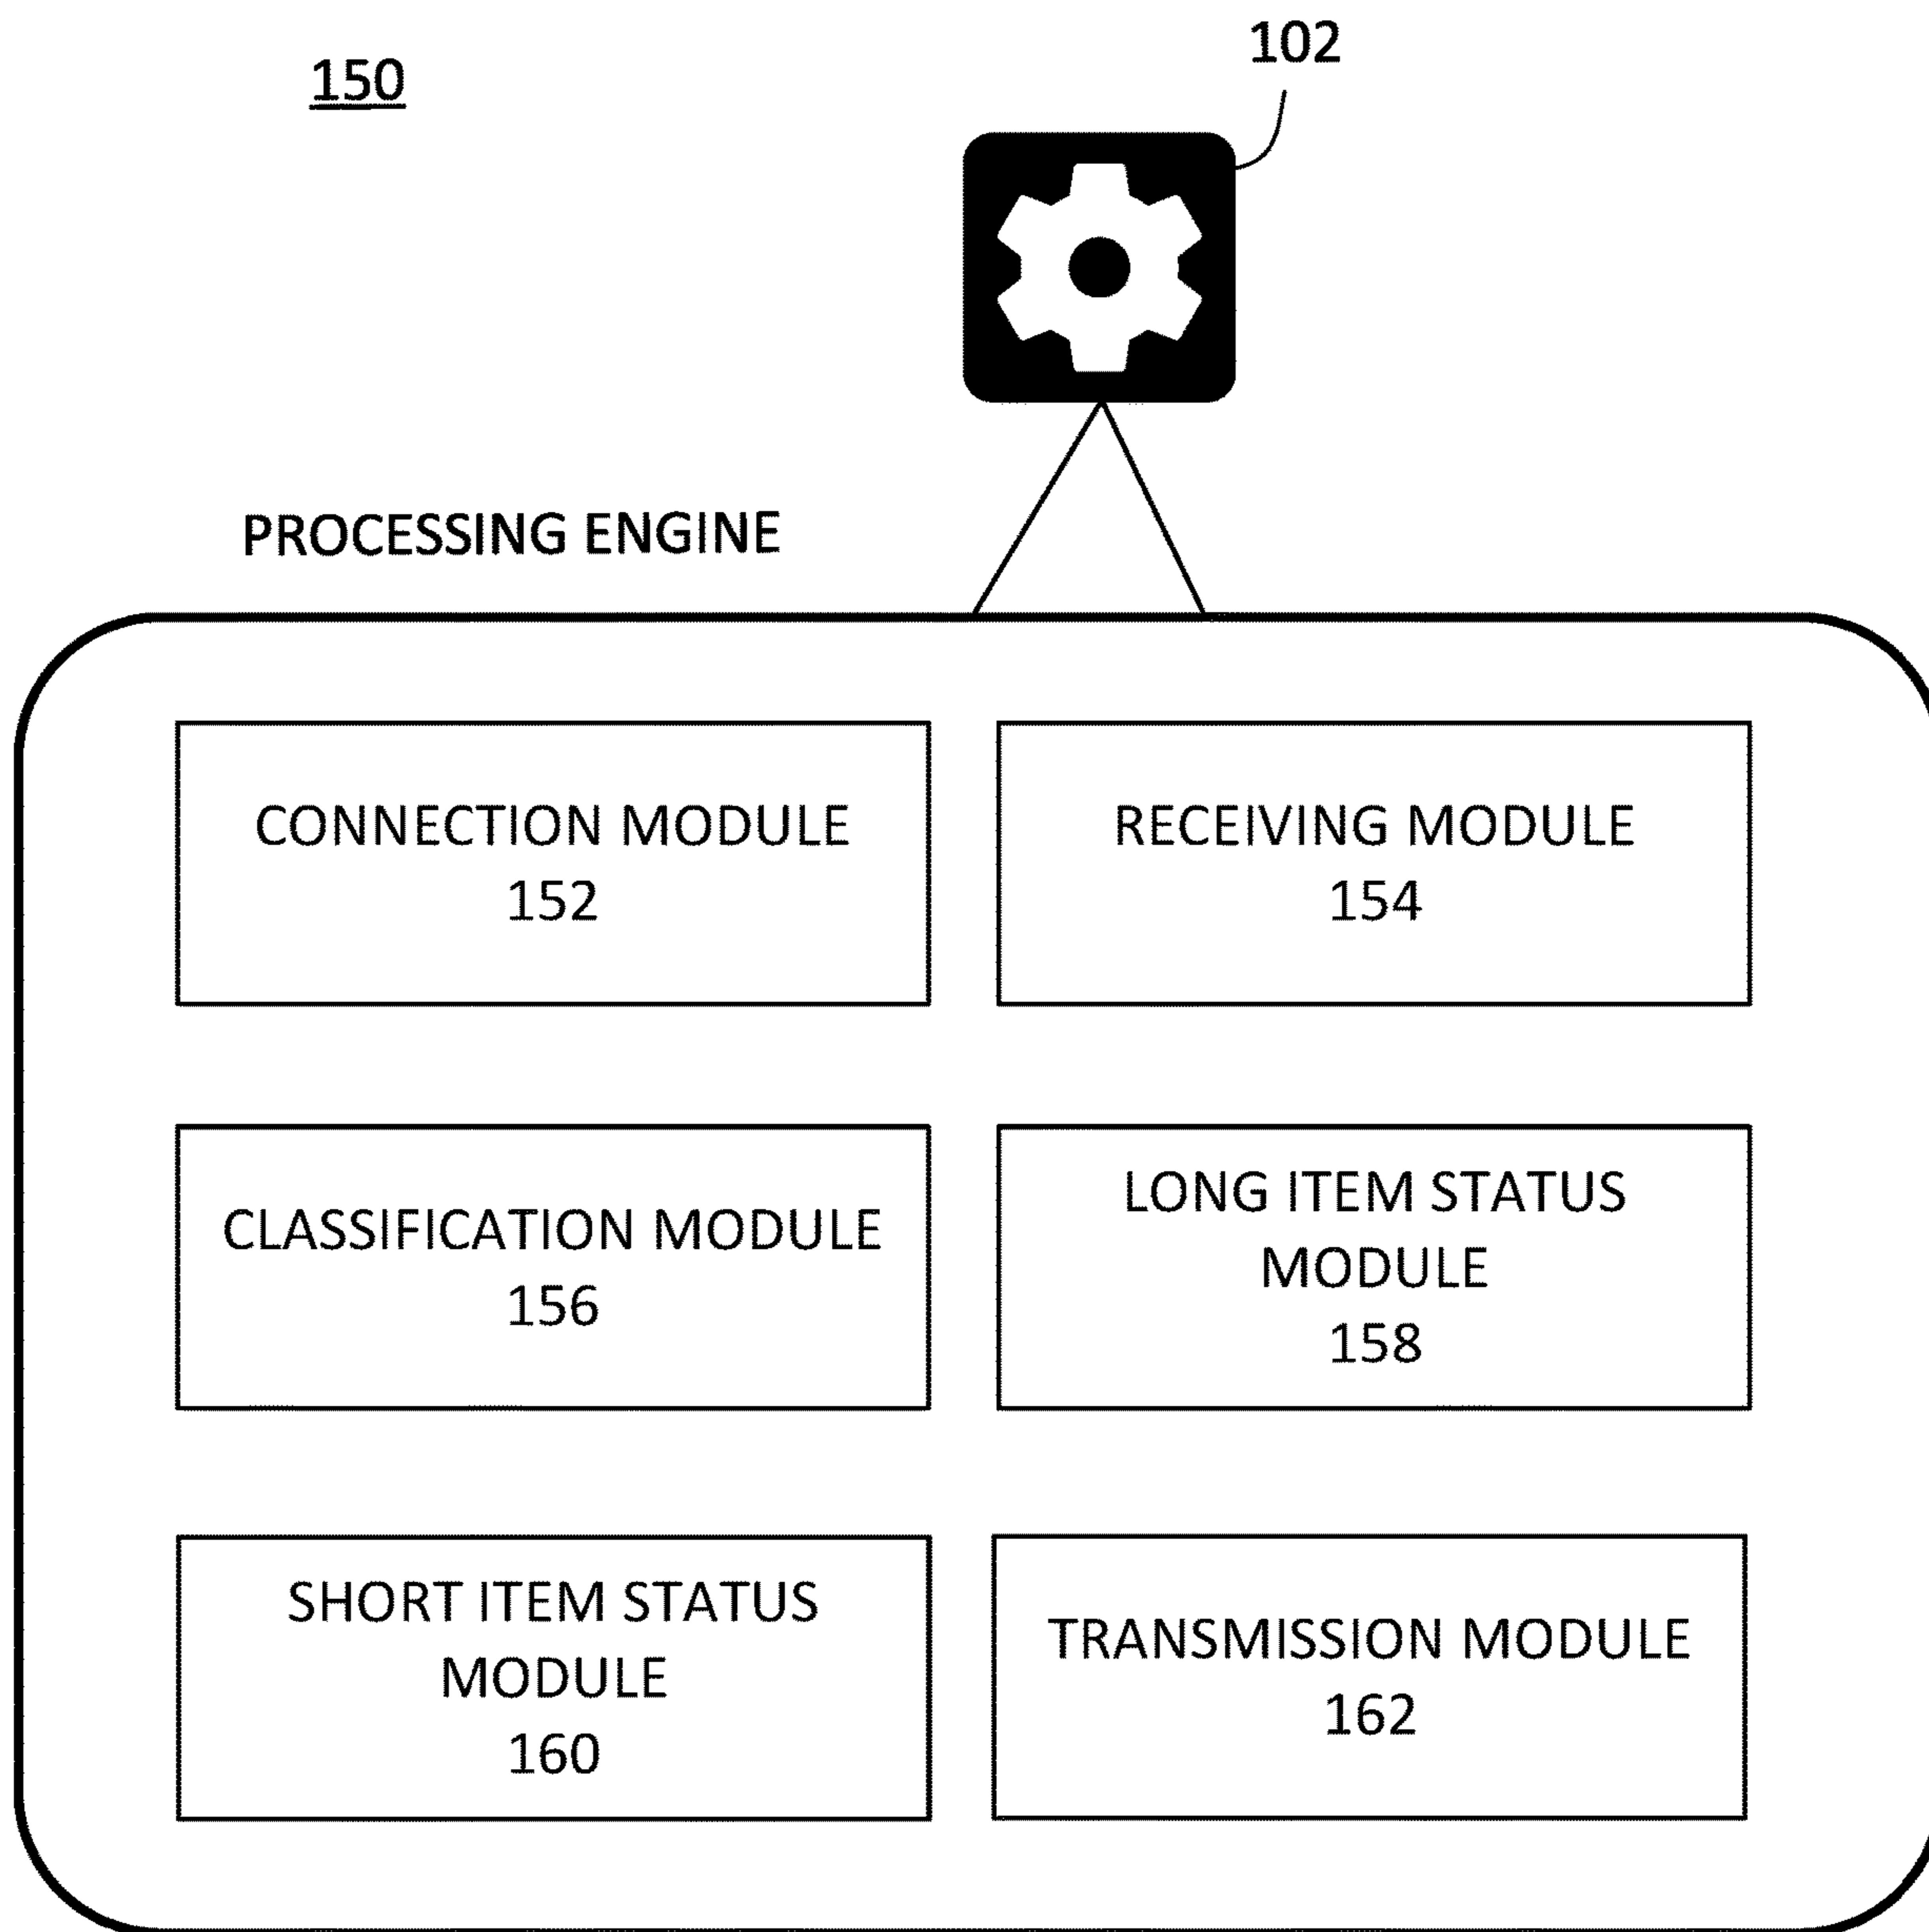 150
102
PROCESSING ENGINE
CONNECTION MODULE
152
RECEIVING MODULE
154
CLASSIFICATION MODULE
156
LONG ITEM STATUS
MODULE
158
SHORT ITEM STATUS
MODULE
160
TRANSMISSION MODULE
162